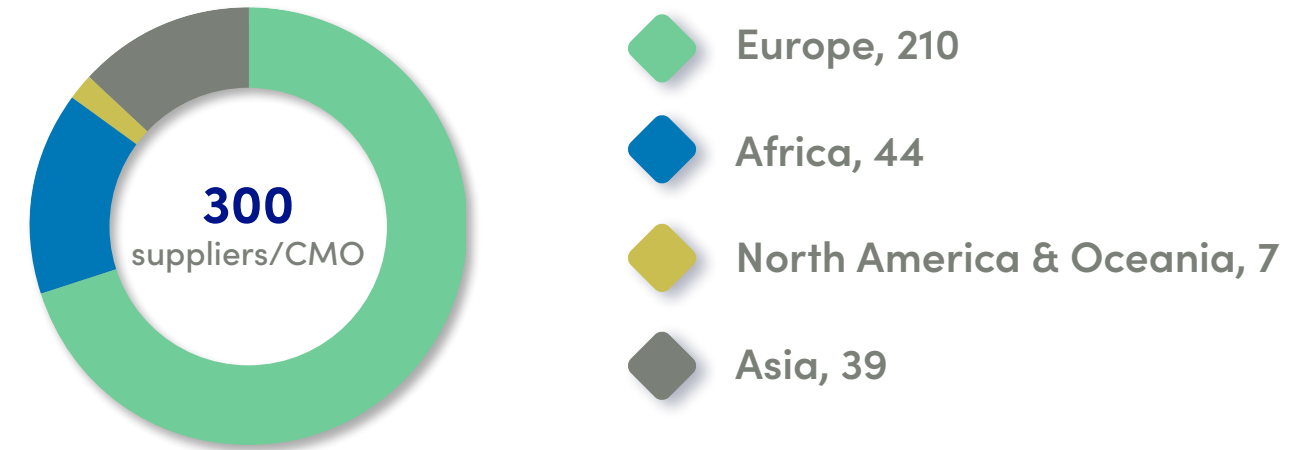 300
suppliers/CMO
Europe, 210
Africa, 44
North America & Oceania, 7
Asia, 39